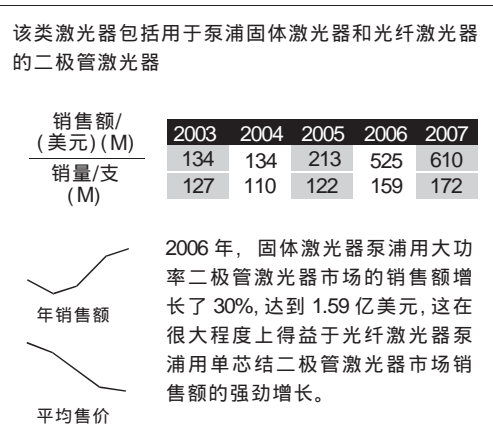 该类激光器包括用于泵浦固体激光器和光纤激光器
的二极管激光器
销售额/
(美元) (M)
销量/支
(M)
2003 2004 2005 2006 2007
134 134 213 525 610
127 110 122 159 172
年销售额
平均售价
2006 年, 固体激光器泵浦用大功
率二极管激光器市场的销售额增
长了 30%, 达到 1.59 亿美元, 这在
很大程度上得益于光纤激光器泵
浦用单芯结二极管激光器市场销
售额的强劲增长。